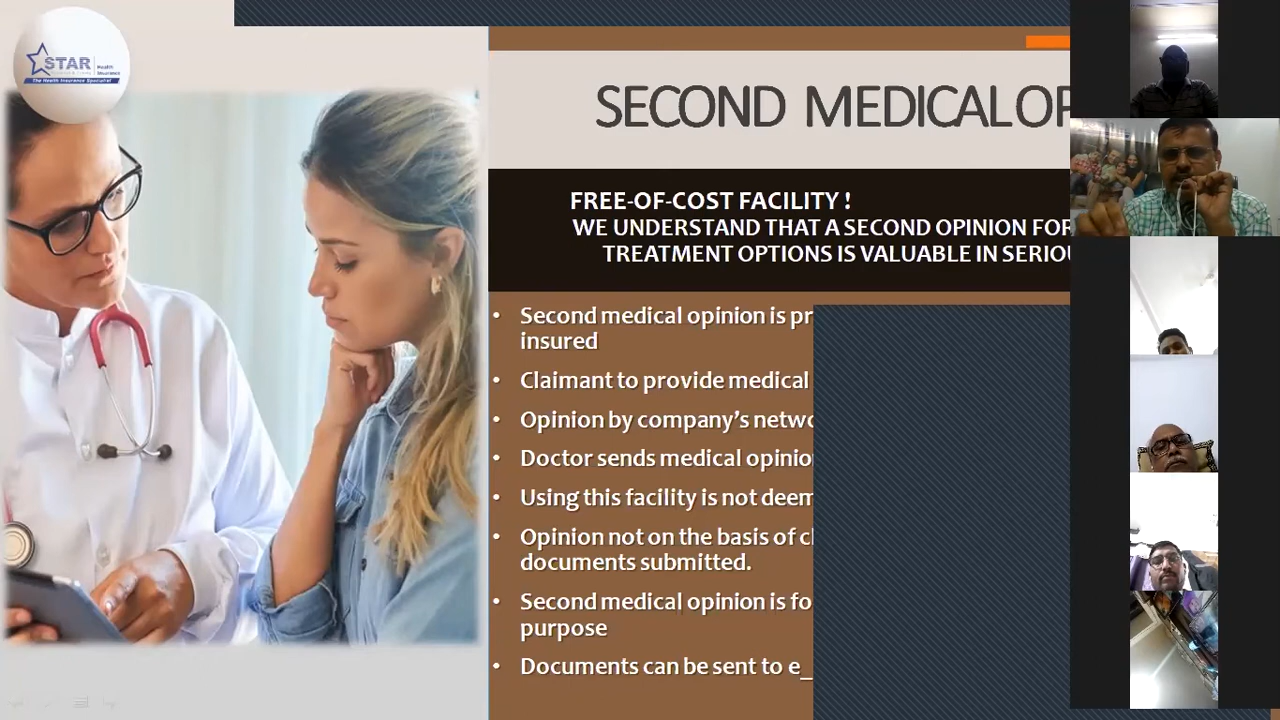 STAR
Health
Insurance
The Health Insurance Specialist
SECOND MEDICAL OP
FREE-OF-COST FACILITY !
WE UNDERSTAND THAT A SECOND OPINION FOR
TREATMENT OPTIONS IS VALUABLE IN SERIOU
• Second medical opinion is pr
insured
• Claimant to provide medical
• Opinion by company's netwo
• Doctor sends medical opinio
• Using this facility is not deem
• Opinion not on the basis of cl
documents submitted.
• Second medical opinion is fo
purpose
• Documents can be sent to e_